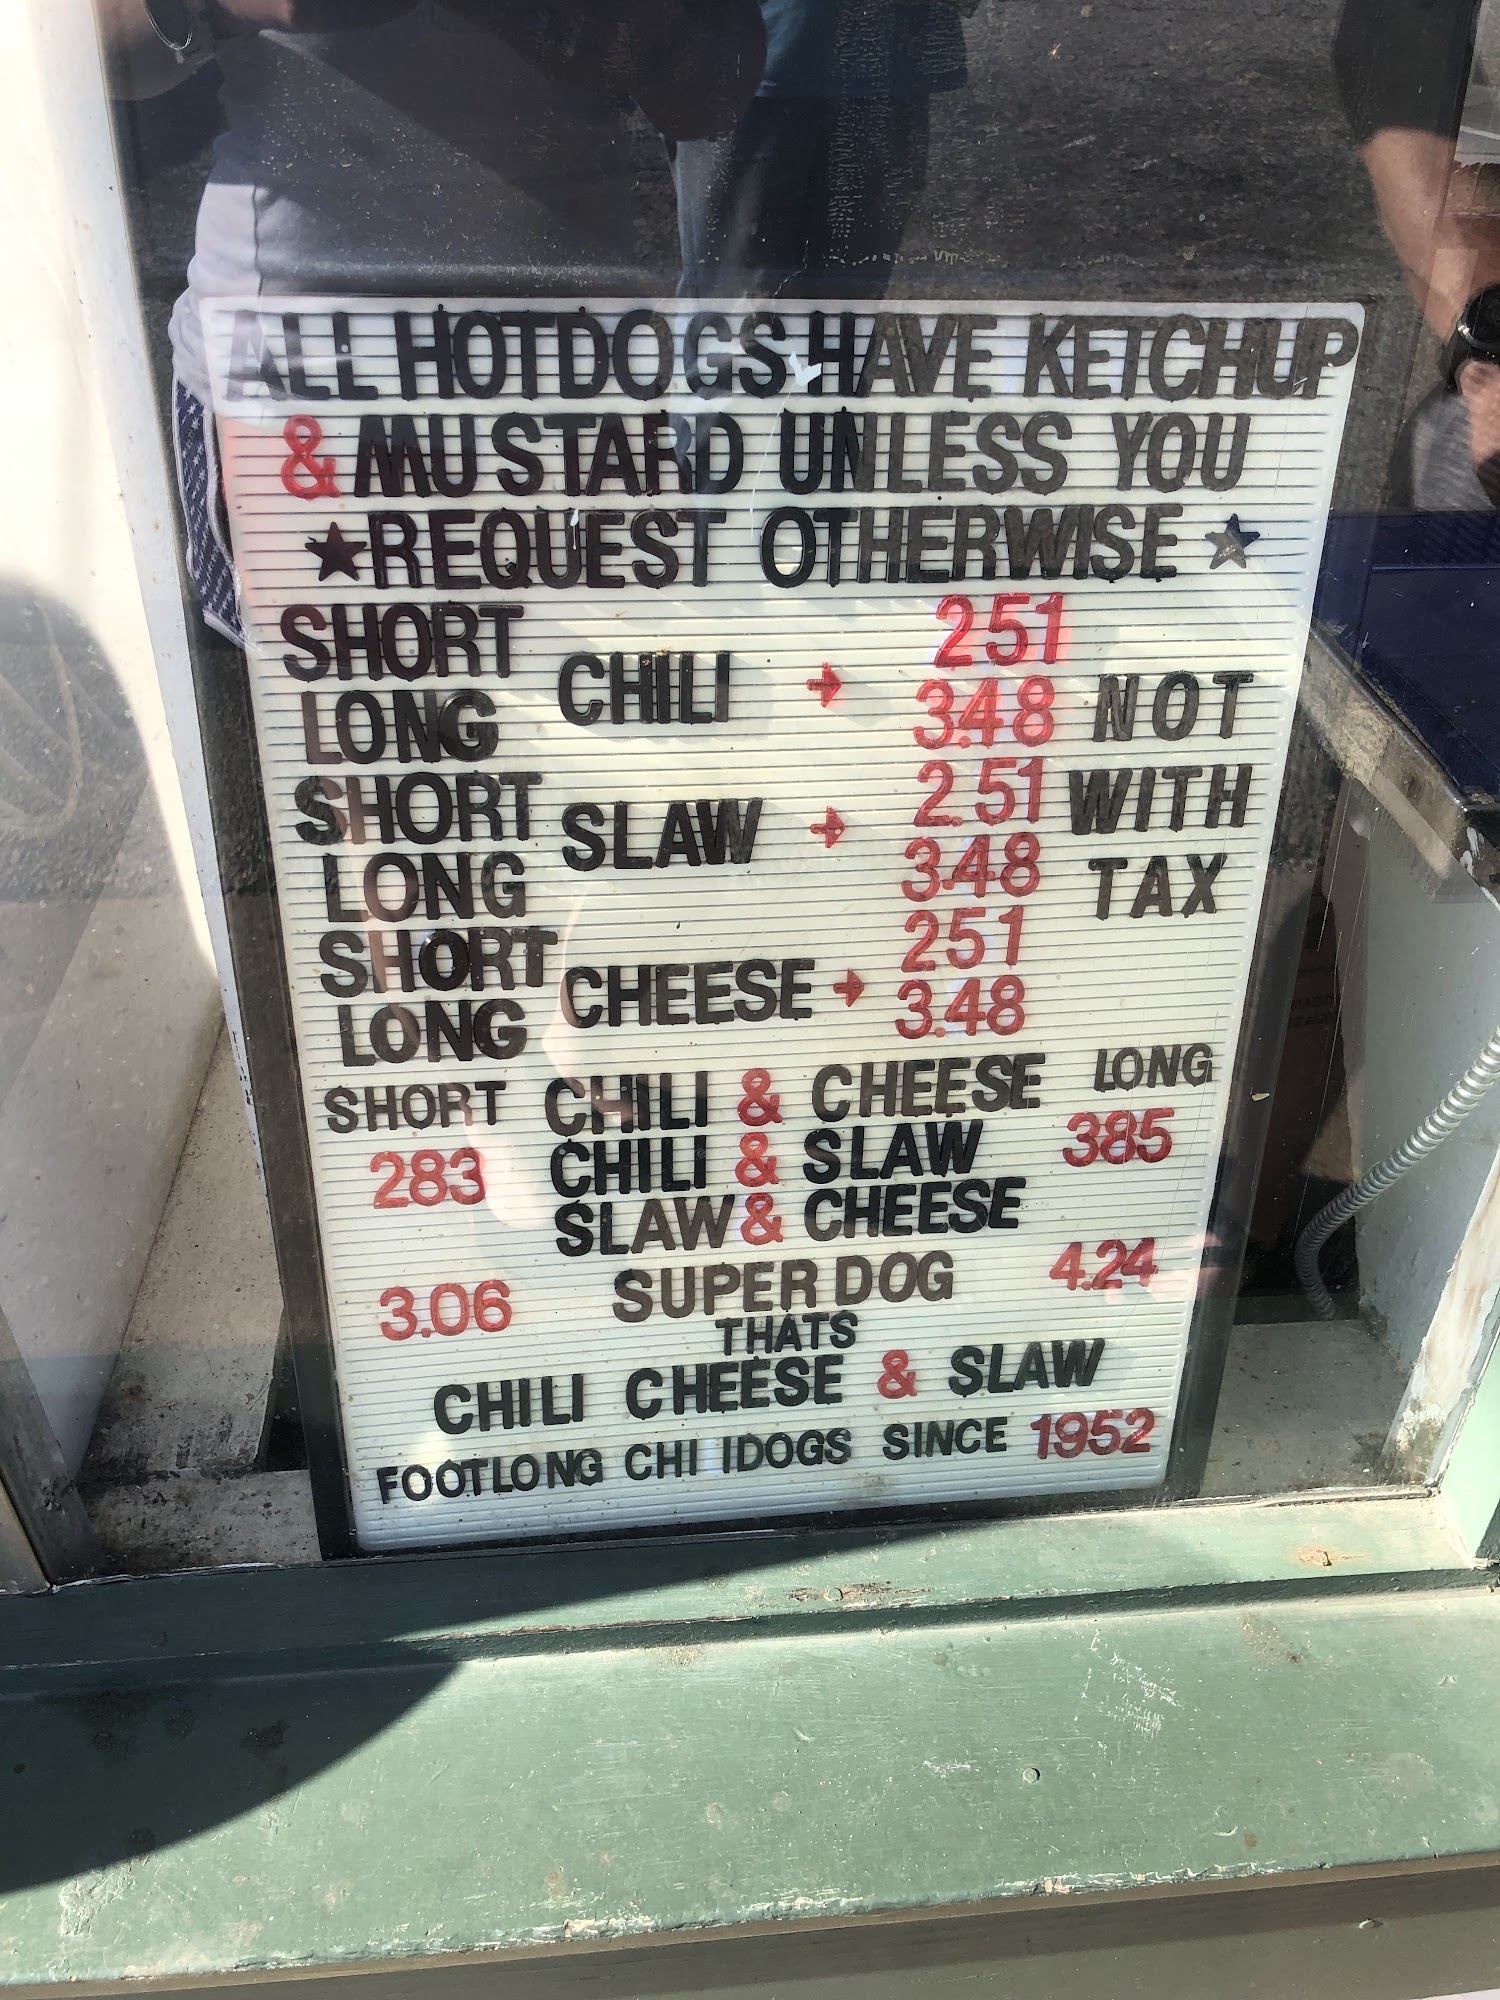 ALL HOTDOGS HAVE KETCHUP
& MUSTARD UNLESS YOU
★ REQUEST OTHERWISE ★
SHORT 251
CHILI →
LONG 3.48 NOT
SHORT 2.51 WITH
SLAW →
LONG 3.48 TAX
SHORT 251
CHEESE →
LONG 3.48
SHORT CHILI & CHEESE LONG
283 CHILI & SLAW 385
SLAW & CHEESE
3.06 SUPER DOG 4.24
THATS
CHILI CHEESE & SLAW
FOOTLONG CHI IDOGS SINCE 1952